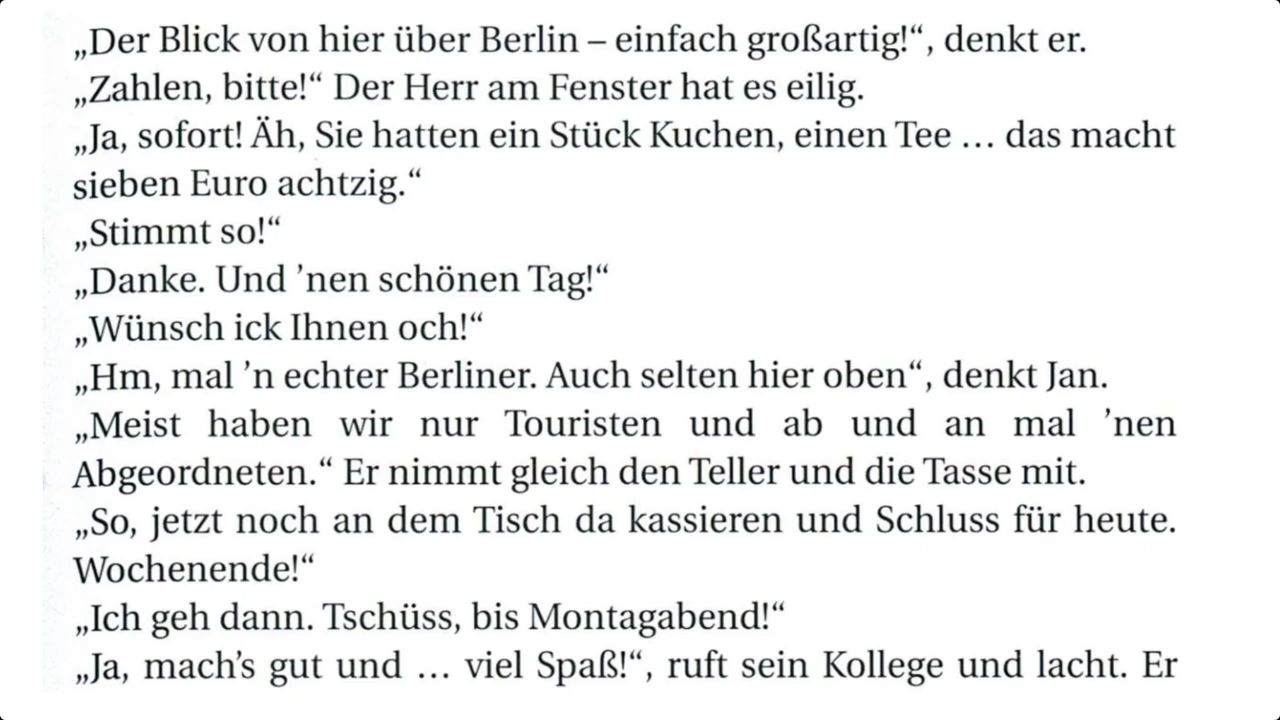 „Der Blick von hier über Berlin – einfach großartig!“, denkt er.
„Zahlen, bitte!“ Der Herr am Fenster hat es eilig.
„Ja, sofort! Äh, Sie hatten ein Stück Kuchen, einen Tee … das macht
sieben Euro achtzig.“
„Stimmt so!“
„Danke. Und ’nen schönen Tag!“
„Wünsch ick Ihnen och!“
„Hm, mal ’n echter Berliner. Auch selten hier oben“, denkt Jan.
„Meist haben wir nur Touristen und ab und an mal ’nen
Abgeordneten.“ Er nimmt gleich den Teller und die Tasse mit.
„So, jetzt noch an dem Tisch da kassieren und Schluss für heute.
Wochenende!“
„Ich geh dann. Tschüss, bis Montagabend!“
„Ja, mach’s gut und … viel Spaß!“, ruft sein Kollege und lacht. Er